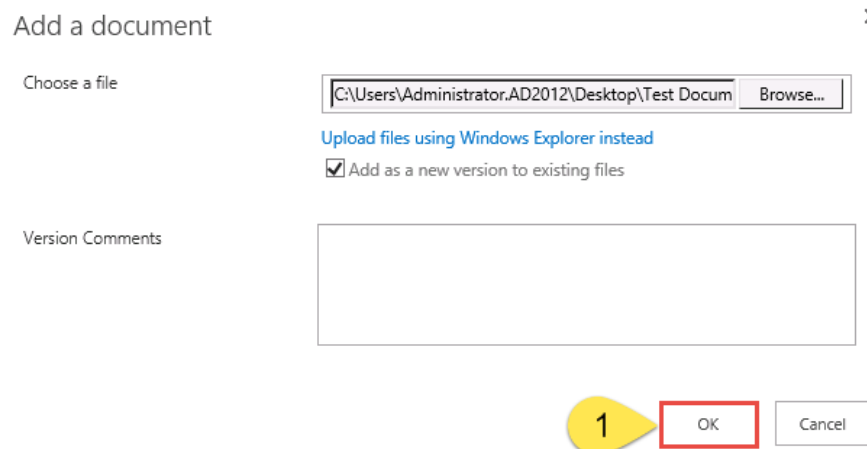 Add a document
Choose a file
C:\Users\Administrator.AD2012\Desktop\Test Docum
Browse...
Upload files using Windows Explorer instead
Add as a new version to existing files
Version Comments
1
OK
Cancel